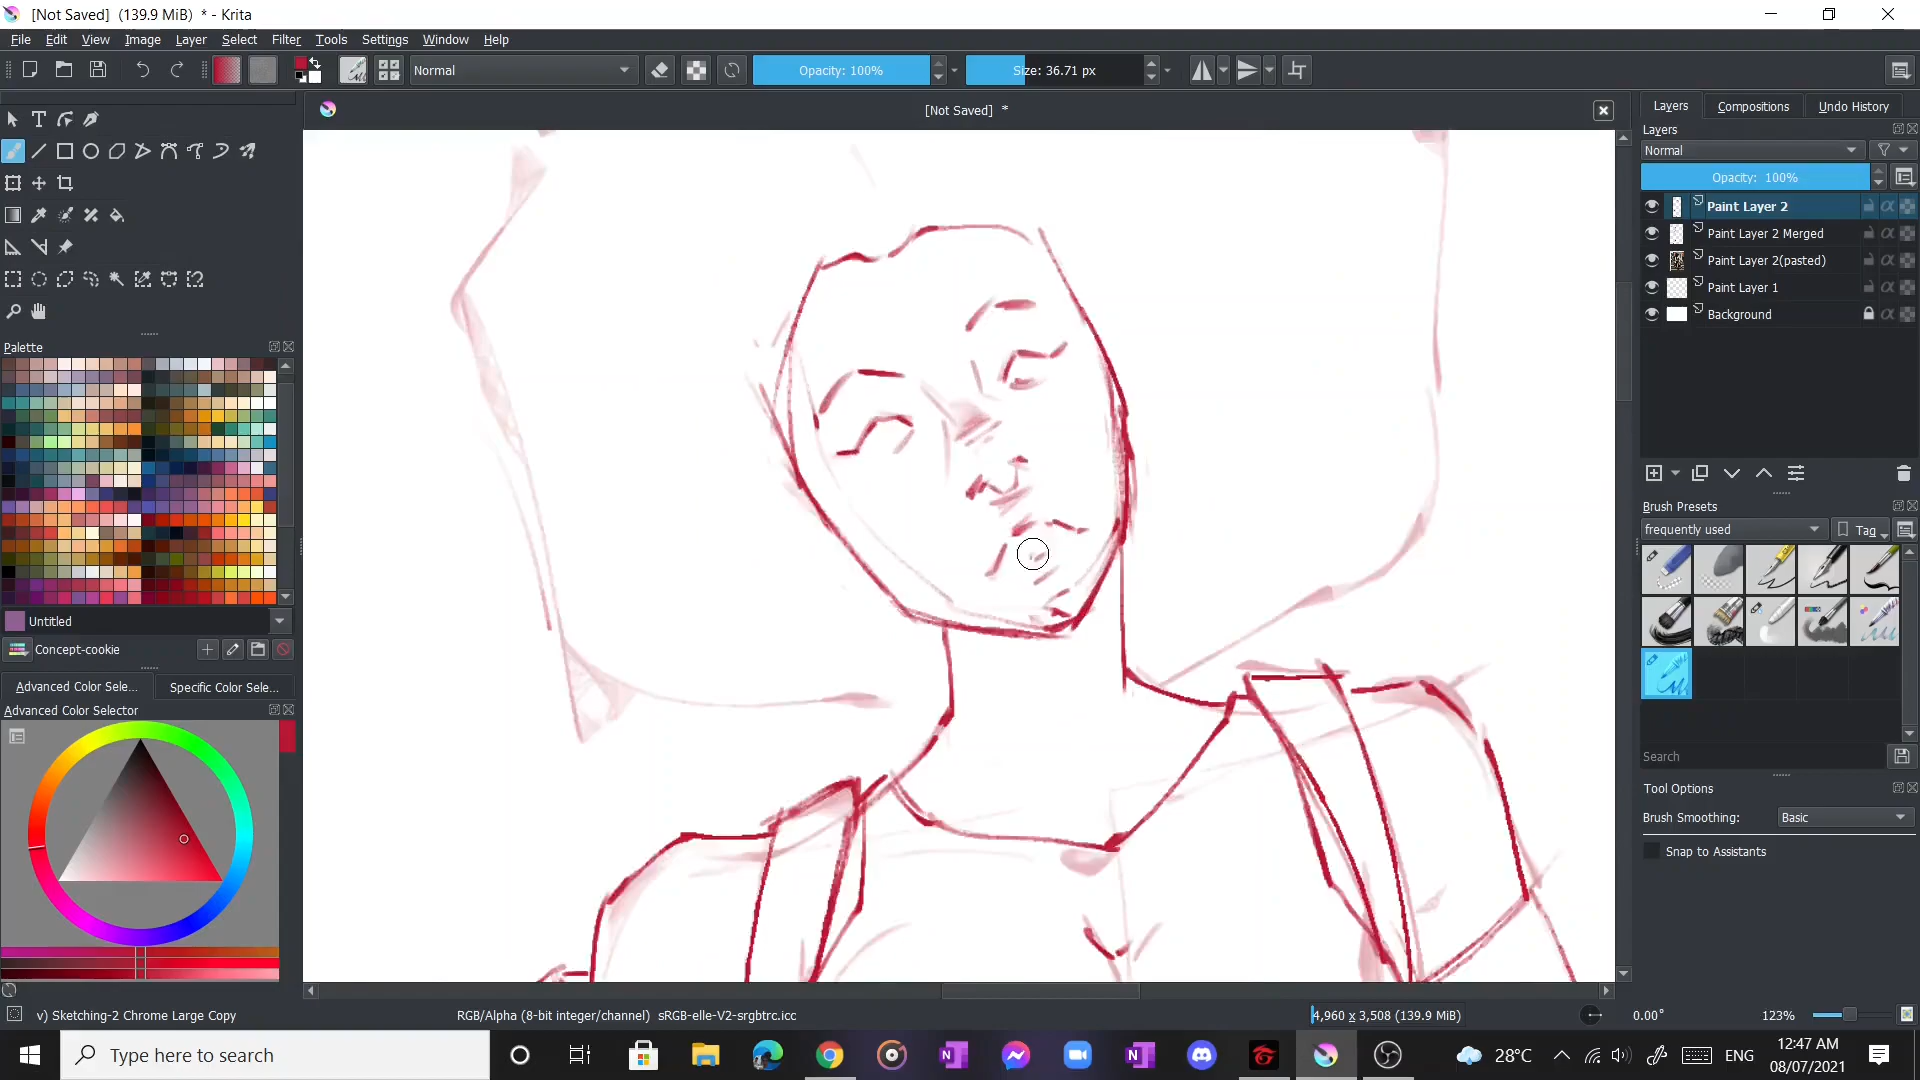 [Not Saved] (139.9 MiB) * - Krita
File Edit View Image Layer Select Filter Tools Settings Window Help
Normal
Opacity: 100%
Size: 36.71 px
[Not Saved] *
Layers Compositions Undo History
Layers
Normal
Opacity: 100%
Paint Layer 2
Paint Layer 2 Merged
Paint Layer 2(pasted)
Paint Layer 1
Background
Palette
Brush Presets
frequently used
Tag
Untitled
Concept-cookie
Advanced Color Sele...
Specific Color Sele...
Advanced Color Selector
Search
Tool Options
Brush Smoothing: Basic
Snap to Assistants
v) Sketching-2 Chrome Large Copy
RGB/Alpha (8-bit integer/channel) sRGB-elle-V2-srgbtrc.icc
4,960 x 3,508 (139.9 MiB)
0.00°
123%
Type here to search
28°C
ENG
12:47 AM
08/07/2021